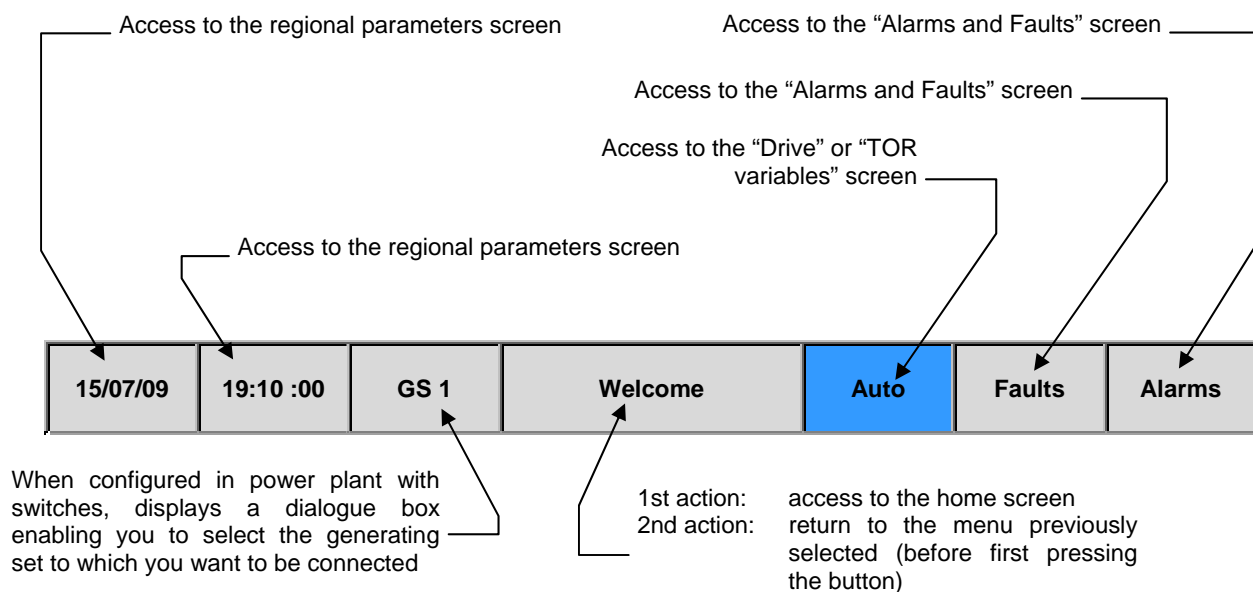 Access to the regional parameters screen
Access to the “Alarms and Faults” screen
Access to the “Alarms and Faults” screen
Access to the “Drive” or “TOR
variables” screen
Access to the regional parameters screen
15/07/09 19:10 :00 GS 1 Welcome Auto Faults Alarms
When configured in power plant with
switches, displays a dialogue box
enabling you to select the generating
set to which you want to be connected
1st action: access to the home screen
2nd action: return to the menu previously
selected (before first pressing
the button)